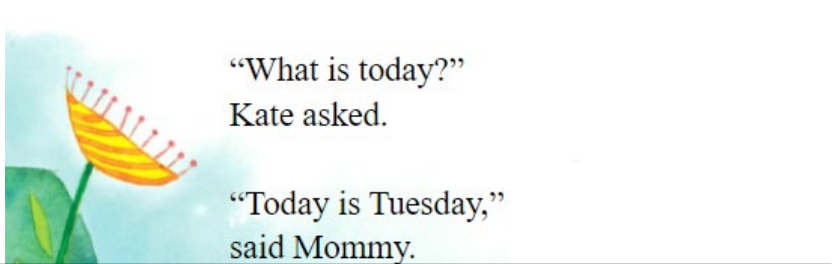 “What is today?”
Kate asked.
“Today is Tuesday,”
said Mommy.